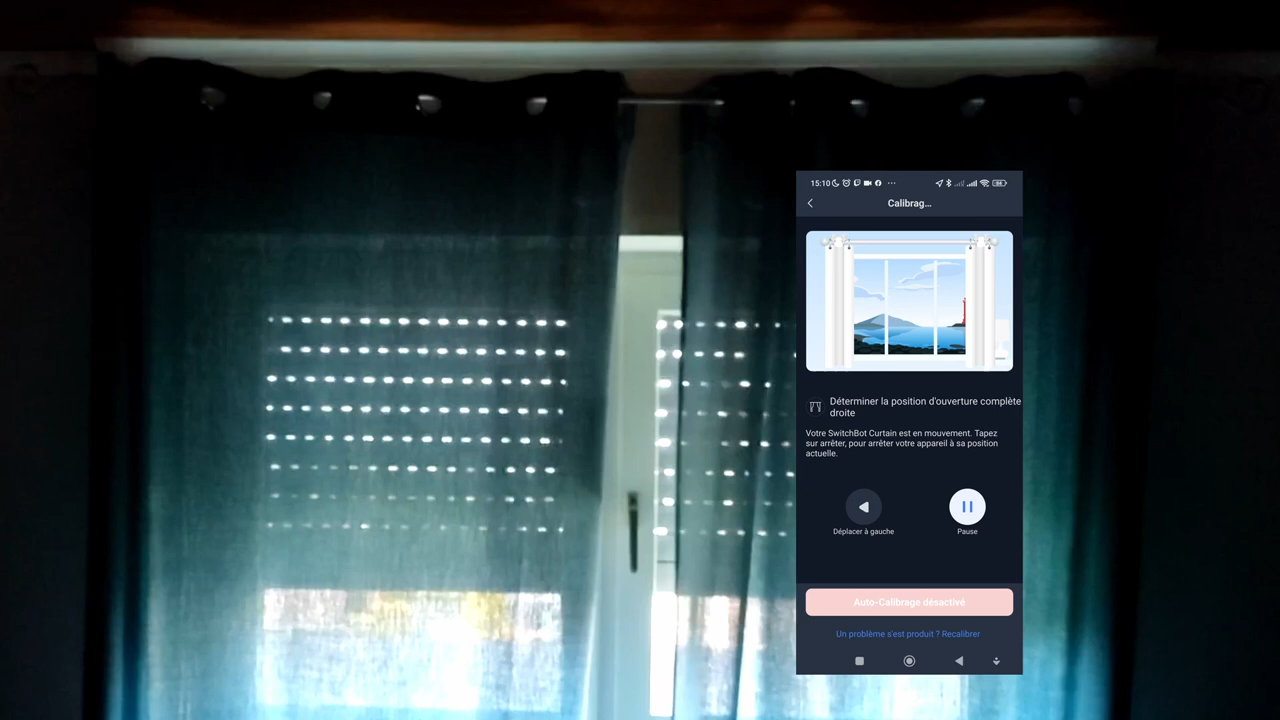 15:10
84
Calibrag...
Déterminer la position d'ouverture complète
droite
Votre SwitchBot Curtain est en mouvement. Tapez
sur arrêter, pour arrêter votre appareil à sa position
actuelle.
Déplacer à gauche
Pause
Auto-Calibrage désactivé
Un problème s'est produit ? Recalibrer